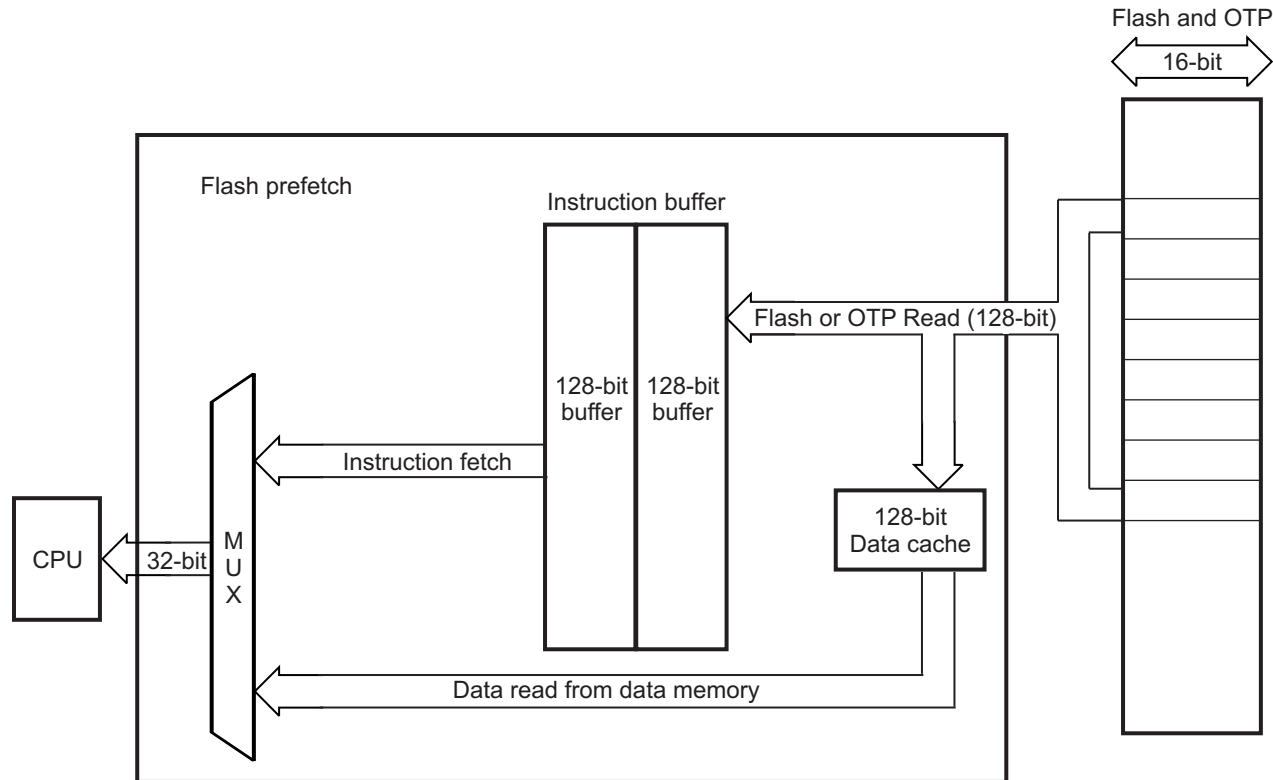 Flash and OTP
16-bit
Flash prefetch
Instruction buffer
Flash or OTP Read (128-bit)
128-bit
buffer
128-bit
buffer
Instruction fetch
128-bit
Data cache
CPU
32-bit
M
U
X
Data read from data memory